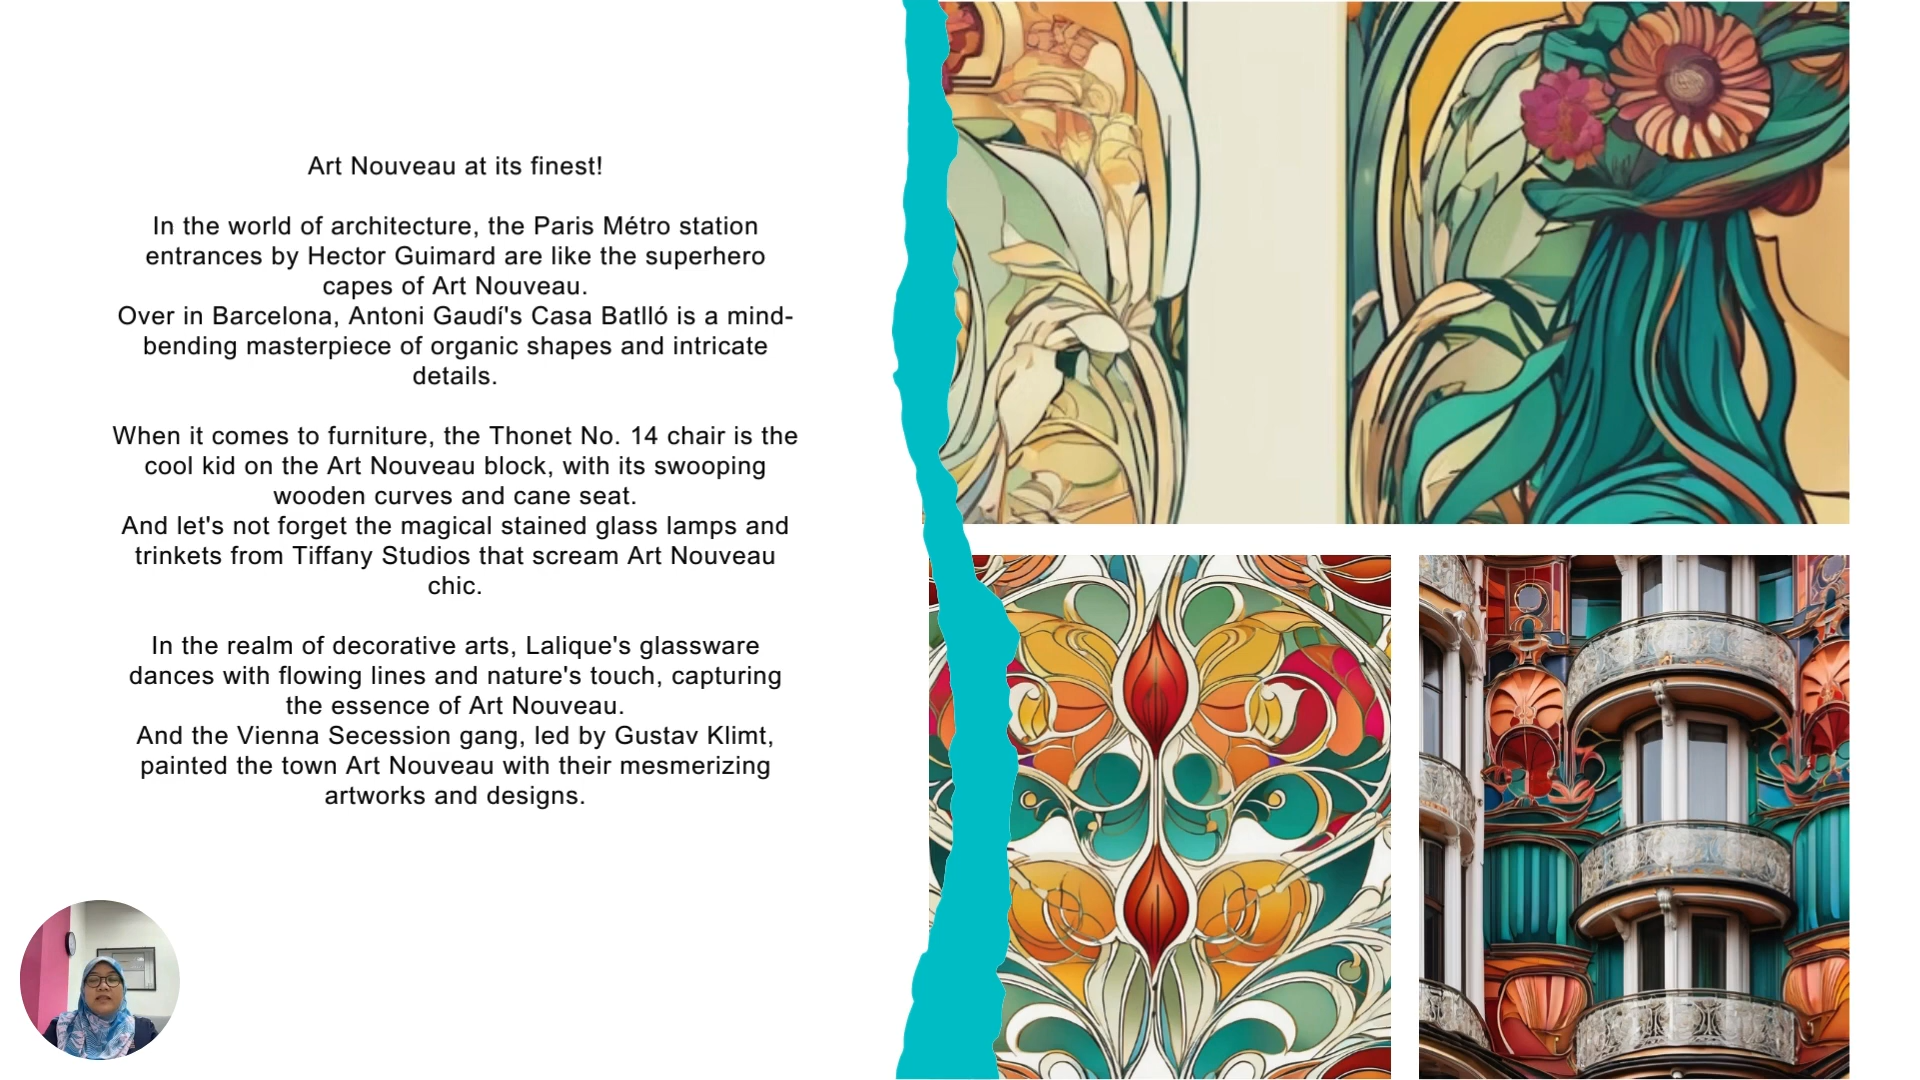 Art Nouveau at its finest!
In the world of architecture, the Paris Métro station
entrances by Hector Guimard are like the superhero
capes of Art Nouveau.
Over in Barcelona, Antoni Gaudí's Casa Batlló is a mind-
bending masterpiece of organic shapes and intricate
details.
When it comes to furniture, the Thonet No. 14 chair is the
cool kid on the Art Nouveau block, with its swooping
wooden curves and cane seat.
And let's not forget the magical stained glass lamps and
trinkets from Tiffany Studios that scream Art Nouveau
chic.
In the realm of decorative arts, Lalique's glassware
dances with flowing lines and nature's touch, capturing
the essence of Art Nouveau.
And the Vienna Secession gang, led by Gustav Klimt,
painted the town Art Nouveau with their mesmerizing
artworks and designs.